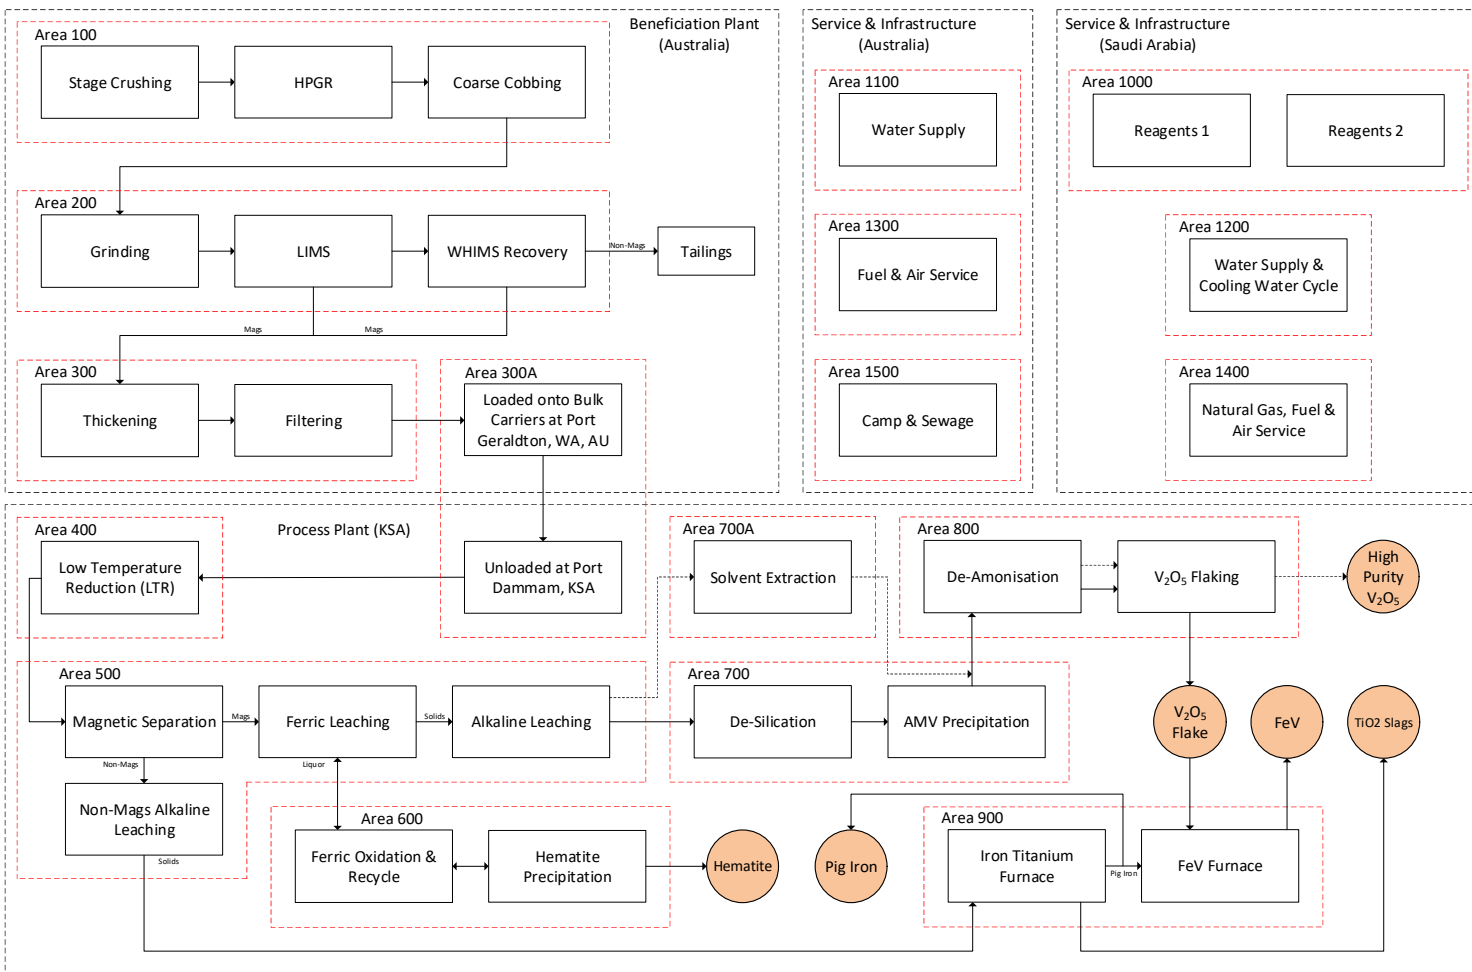 Beneficiation Plant
(Australia)
Area 100
Stage Crushing
HPGR
Coarse Cobbing
Area 200
Grinding
LIMS
WHIMS Recovery
Non-Mags
Tailings
Mags
Mags
Area 300
Thickening
Filtering
Area 300A
Loaded onto Bulk
Carriers at Port
Geraldton, WA, AU
Service & Infrastructure
(Australia)
Area 1100
Water Supply
Area 1300
Fuel & Air Service
Area 1500
Camp & Sewage
Service & Infrastructure
(Saudi Arabia)
Area 1000
Reagents 1
Reagents 2
Area 1200
Water Supply &
Cooling Water Cycle
Area 1400
Natural Gas, Fuel &
Air Service
Process Plant (KSA)
Area 400
Low Temperature
Reduction (LTR)
Unloaded at Port
Dammam, KSA
Area 700A
Solvent Extraction
Area 800
De-Amonisation
V₂O₅ Flaking
High
Purity
V₂O₅
Area 500
Magnetic Separation
Mags
Ferric Leaching
Solids
Alkaline Leaching
Non-Mags
Liquor
Non-Mags Alkaline
Leaching
Solids
Area 700
De-Silication
AMV Precipitation
V₂O₅
Flake
FeV
TiO2 Slags
Area 600
Ferric Oxidation &
Recycle
Hematite
Precipitation
Hematite
Pig Iron
Area 900
Iron Titanium
Furnace
Pig Iron
FeV Furnace